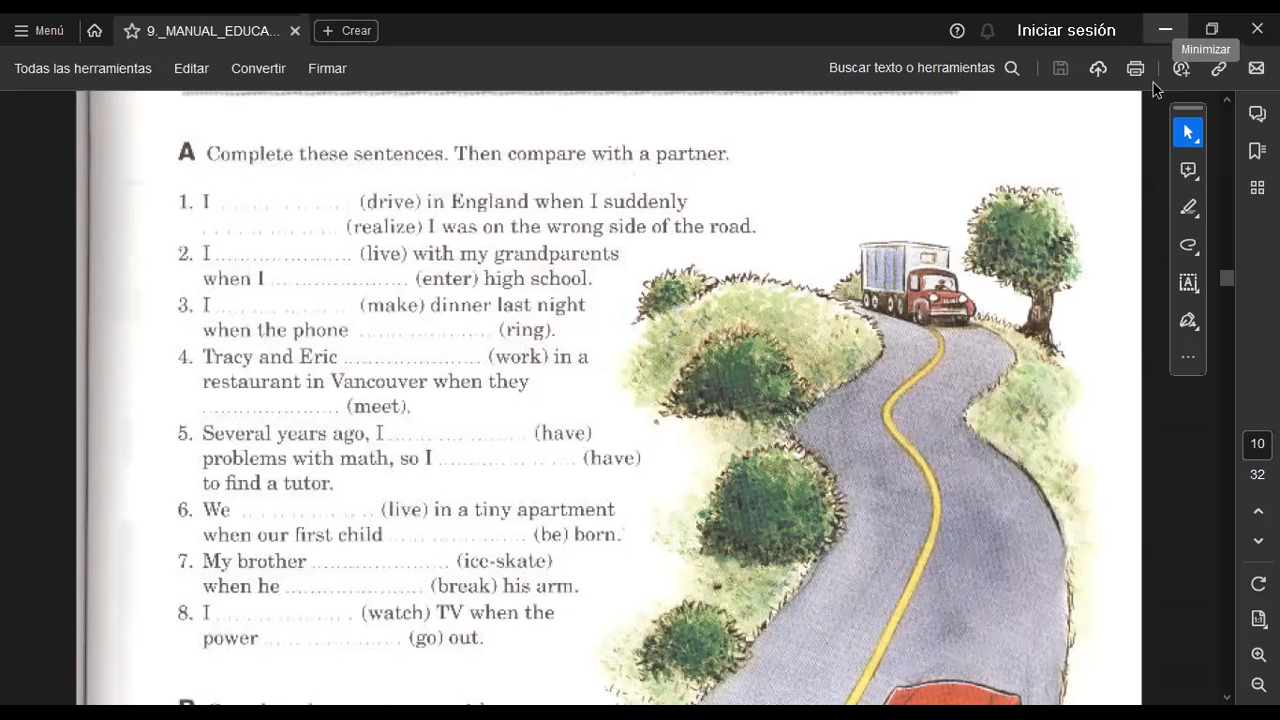 Menú
9._MANUAL_EDUCA...
Crear
Iniciar sesión
Minimizar
Todas las herramientas
Editar
Convertir
Firmar
Buscar texto o herramientas
A Complete these sentences. Then compare with a partner.
1. I .................... (drive) in England when I suddenly
.................... (realize) I was on the wrong side of the road.
2. I .................... (live) with my grandparents
when I .................... (enter) high school.
3. I .................... (make) dinner last night
when the phone .................... (ring).
4. Tracy and Eric .................... (work) in a
restaurant in Vancouver when they
.................... (meet).
5. Several years ago, I .................... (have)
problems with math, so I .................... (have)
to find a tutor.
6. We .................... (live) in a tiny apartment
when our first child .................... (be) born.
7. My brother .................... (ice-skate)
when he .................... (break) his arm.
8. I .................... (watch) TV when the
power .................... (go) out.
10
32